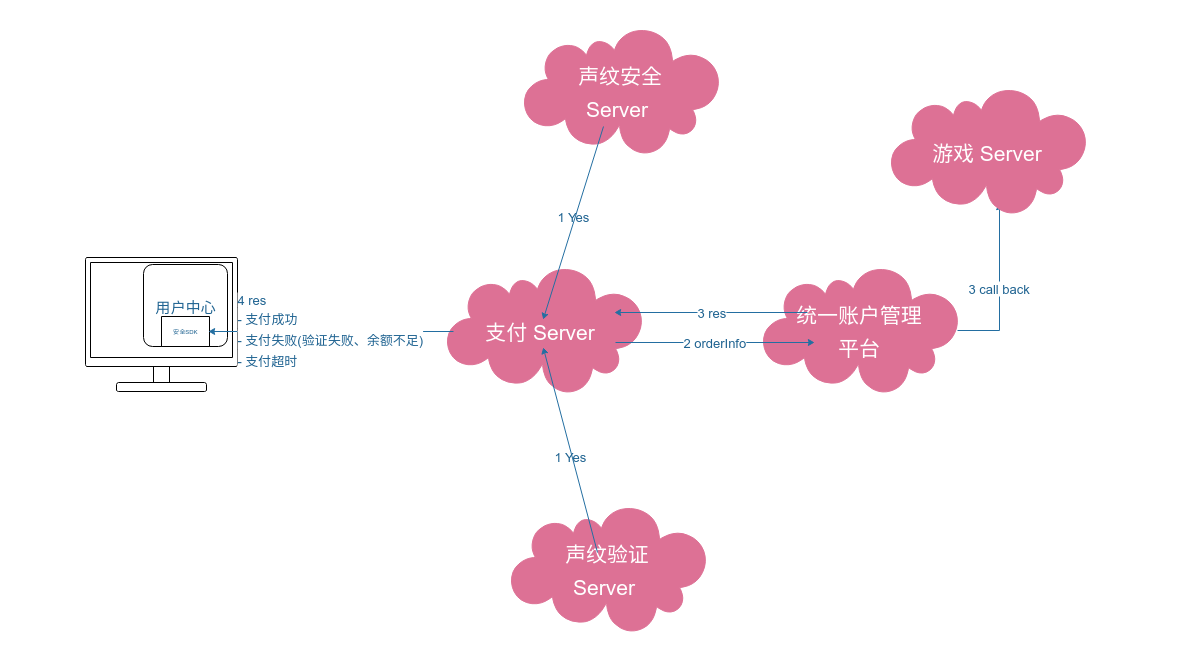 声纹安全
Server
游戏 Server
1 Yes
3 call back
用户中心
安全SDK
4 res
- 支付成功
- 支付失败(验证失败、余额不足)
- 支付超时
支付 Server
3 res
2 orderInfo
统一账户管理
平台
1 Yes
声纹验证
Server